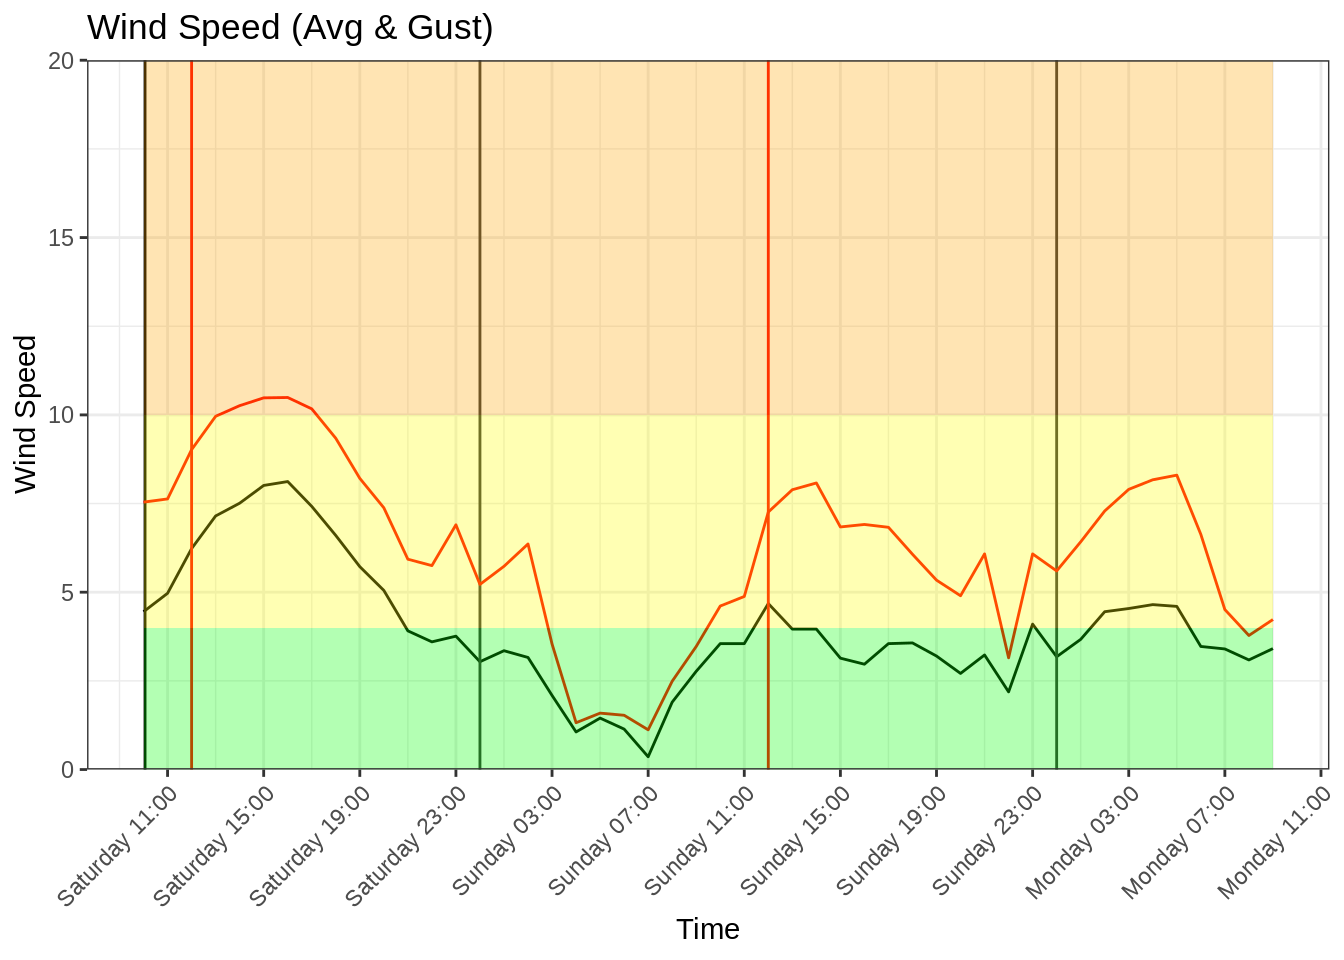 Wind Speed (Avg & Gust)
Wind Speed
20
15
10
5
0
Saturday 11:00
Saturday 15:00
Saturday 19:00
Saturday 23:00
Sunday 03:00
Sunday 07:00
Sunday 11:00
Sunday 15:00
Sunday 19:00
Sunday 23:00
Monday 03:00
Monday 07:00
Monday 11:00
Time